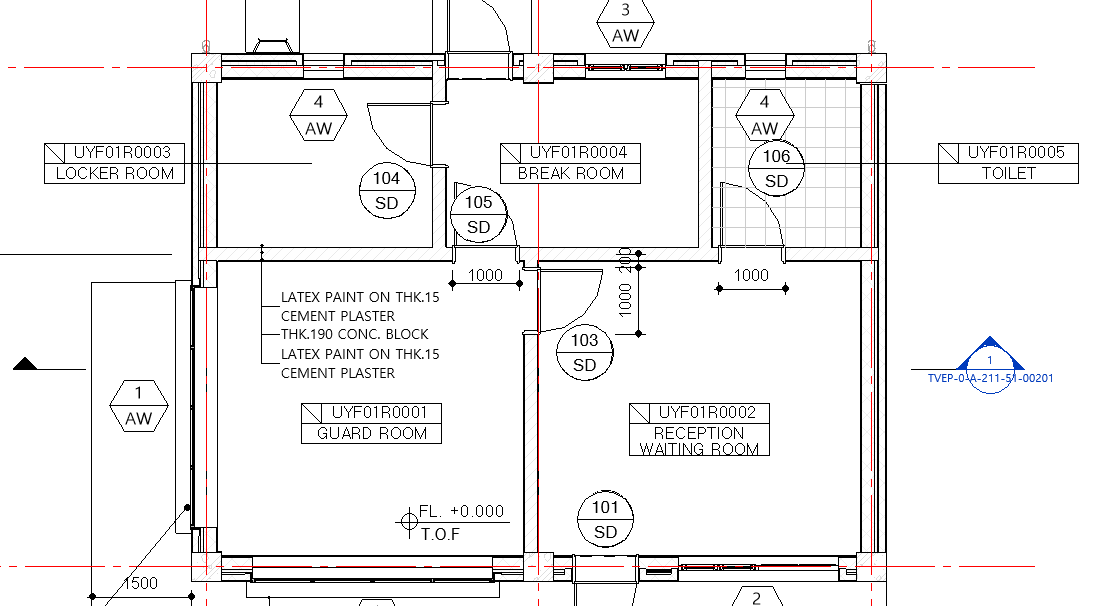 3
AW
4
AW
4
AW
UYF01R0003
LOCKER ROOM
UYF01R0004
BREAK ROOM
UYF01R0005
TOILET
106
SD
104
SD
105
SD
1000
200
1000
1000
LATEX PAINT ON THK.15
CEMENT PLASTER
THK.190 CONC. BLOCK
LATEX PAINT ON THK.15
CEMENT PLASTER
103
SD
1
TVEP-0-A-211-51-00201
1
AW
UYF01R0001
GUARD ROOM
UYF01R0002
RECEPTION
WAITING ROOM
FL. +0.000
T.O.F
101
SD
1500
2